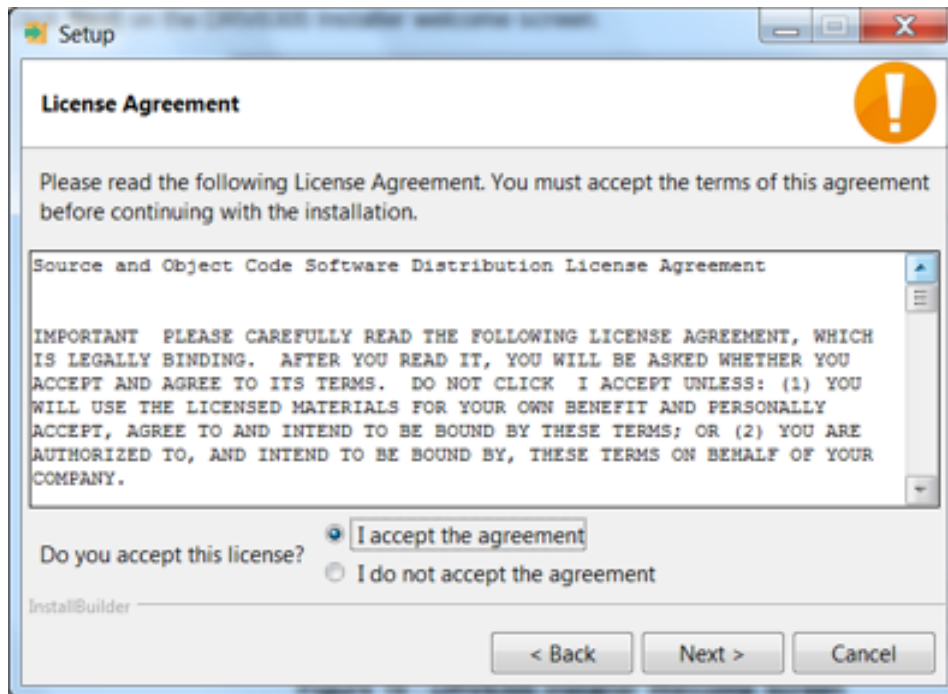 Next on the
Installer welcome screen.
Setup
License Agreement
Please read the following License Agreement. You must accept the terms of this agreement
before continuing with the installation.
Source and Object Code Software Distribution License Agreement
IMPORTANT  PLEASE CAREFULLY READ THE FOLLOWING LICENSE AGREEMENT, WHICH
IS LEGALLY BINDING.  AFTER YOU READ IT, YOU WILL BE ASKED WHETHER YOU
ACCEPT AND AGREE TO ITS TERMS.  DO NOT CLICK  I ACCEPT UNLESS: (1) YOU
WILL USE THE LICENSED MATERIALS FOR YOUR OWN BENEFIT AND PERSONALLY
ACCEPT, AGREE TO AND INTEND TO BE BOUND BY THESE TERMS; OR (2) YOU ARE
AUTHORIZED TO, AND INTEND TO BE BOUND BY, THESE TERMS ON BEHALF OF YOUR
COMPANY.
Do you accept this license?
I accept the agreement
I do not accept the agreement
InstallBuilder
< Back
Next >
Cancel